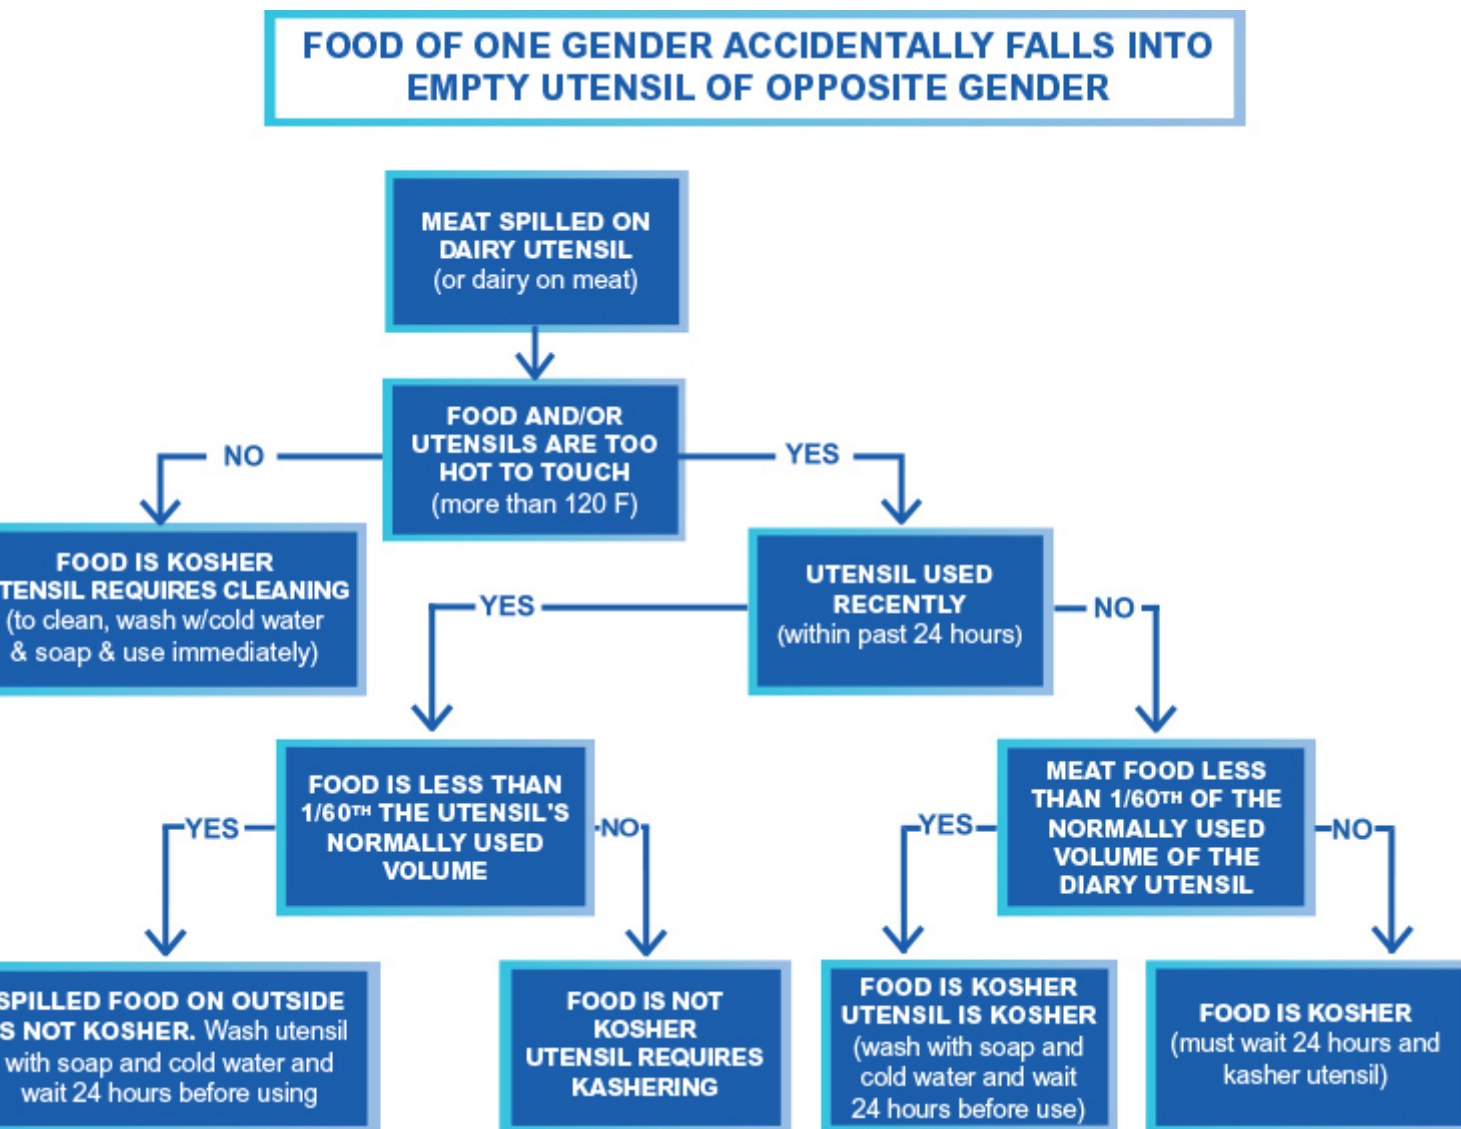 FOOD OF ONE GENDER ACCIDENTALLY FALLS INTO
EMPTY UTENSIL OF OPPOSITE GENDER
MEAT SPILLED ON
DAIRY UTENSIL
(or dairy on meat)
FOOD AND/OR
UTENSILS ARE TOO
HOT TO TOUCH
(more than 120 F)
NO
YES
FOOD IS KOSHER
TENSIL REQUIRES CLEANING
(to clean, wash w/cold water
& soap & use immediately)
UTENSIL USED
RECENTLY
(within past 24 hours)
YES
NO
FOOD IS LESS THAN
1/60TH THE UTENSIL'S
NORMALLY USED
VOLUME
MEAT FOOD LESS
THAN 1/60TH OF THE
NORMALLY USED
VOLUME OF THE
DIARY UTENSIL
YES
NO
YES
NO
SPILLED FOOD ON OUTSIDE
S NOT KOSHER. Wash utensil
with soap and cold water and
wait 24 hours before using
FOOD IS NOT
KOSHER
UTENSIL REQUIRES
KASHERING
FOOD IS KOSHER
UTENSIL IS KOSHER
(wash with soap and
cold water and wait
24 hours before use)
FOOD IS KOSHER
(must wait 24 hours and
kasher utensil)